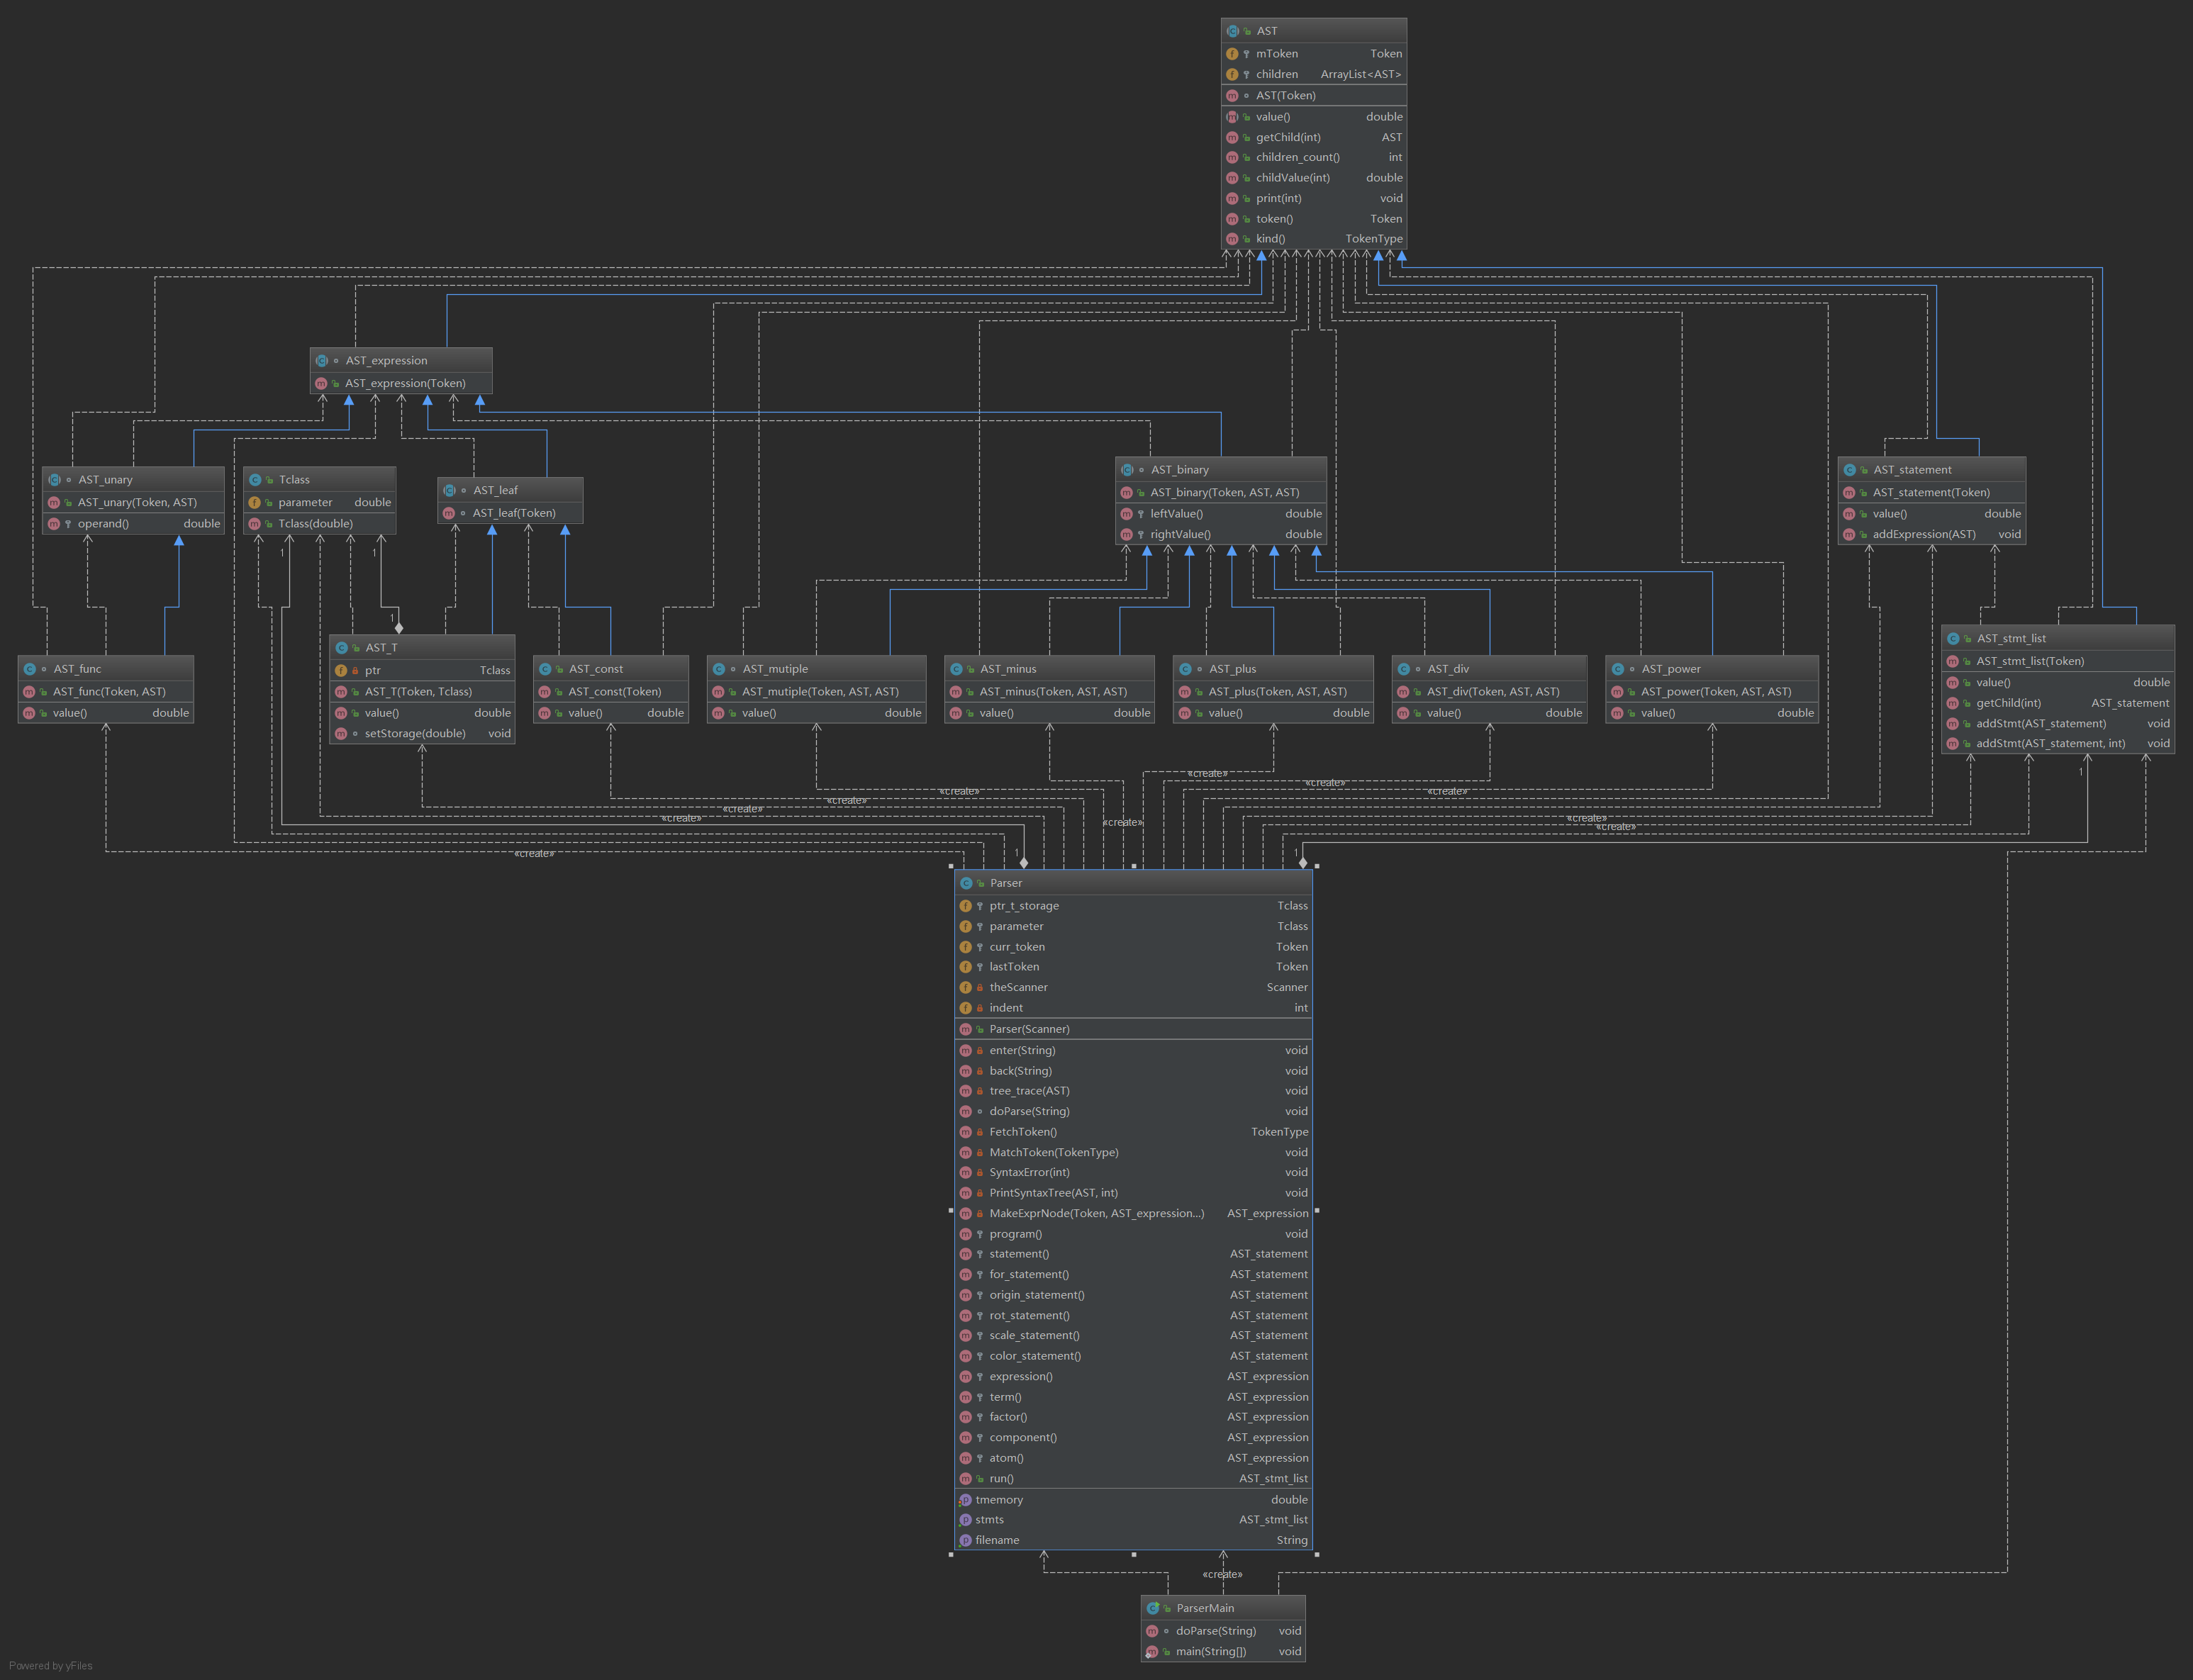 AST
mToken Token
children ArrayList<AST>
AST(Token)
value() double
getChild(int) AST
children_count() int
childValue(int) double
print(int) void
token() Token
kind() TokenType
AST_expression
AST_expression(Token)
AST_unary
AST_unary(Token, AST)
operand() double
Tclass
parameter double
Tclass(double)
AST_leaf
AST_leaf(Token)
AST_binary
AST_binary(Token, AST, AST)
leftValue() double
rightValue() double
AST_statement
AST_statement(Token)
value() double
addExpression(AST) void
1
1
1
AST_func
AST_func(Token, AST)
value() double
AST_T
ptr Tclass
AST_T(Token, Tclass)
value() double
setStorage(double) void
AST_const
AST_const(Token)
value() double
AST_mutiple
AST_mutiple(Token, AST, AST)
value() double
AST_minus
AST_minus(Token, AST, AST)
value() double
AST_plus
AST_plus(Token, AST, AST)
value() double
AST_div
AST_div(Token, AST, AST)
value() double
AST_power
AST_power(Token, AST, AST)
value() double
AST_stmt_list
AST_stmt_list(Token)
value() double
getChild(int) AST_statement
addStmt(AST_statement) void
addStmt(AST_statement, int) void
«create»
1
«create»
«create»
«create»
«create»
«create»
«create»
«create»
«create»
«create»
«create»
1
1
Parser
ptr_t_storage Tclass
parameter Tclass
curr_token Token
lastToken Token
theScanner Scanner
indent int
Parser(Scanner)
enter(String) void
back(String) void
tree_trace(AST) void
doParse(String) void
FetchToken() TokenType
MatchToken(TokenType) void
SyntaxError(int) void
PrintSyntaxTree(AST, int) void
MakeExprNode(Token, AST_expression...) AST_expression
program() void
statement() AST_statement
for_statement() AST_statement
origin_statement() AST_statement
rot_statement() AST_statement
scale_statement() AST_statement
color_statement() AST_statement
expression() AST_expression
term() AST_expression
factor() AST_expression
component() AST_expression
atom() AST_expression
run() AST_stmt_list
tmemory double
stmts AST_stmt_list
filename String
«create»
ParserMain
doParse(String) void
main(String[]) void
Powered by yFiles